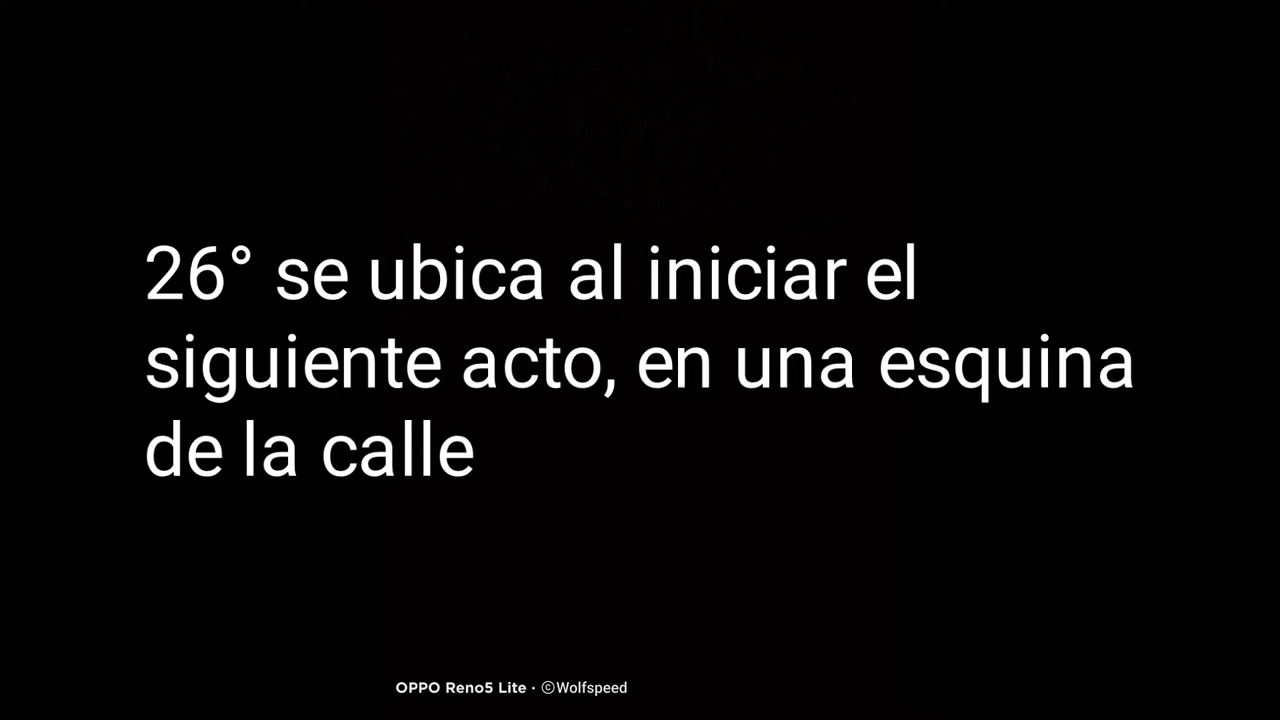 26° se ubica al iniciar el
siguiente acto, en una esquina
de la calle
OPPO Reno5 Lite · ©Wolfspeed